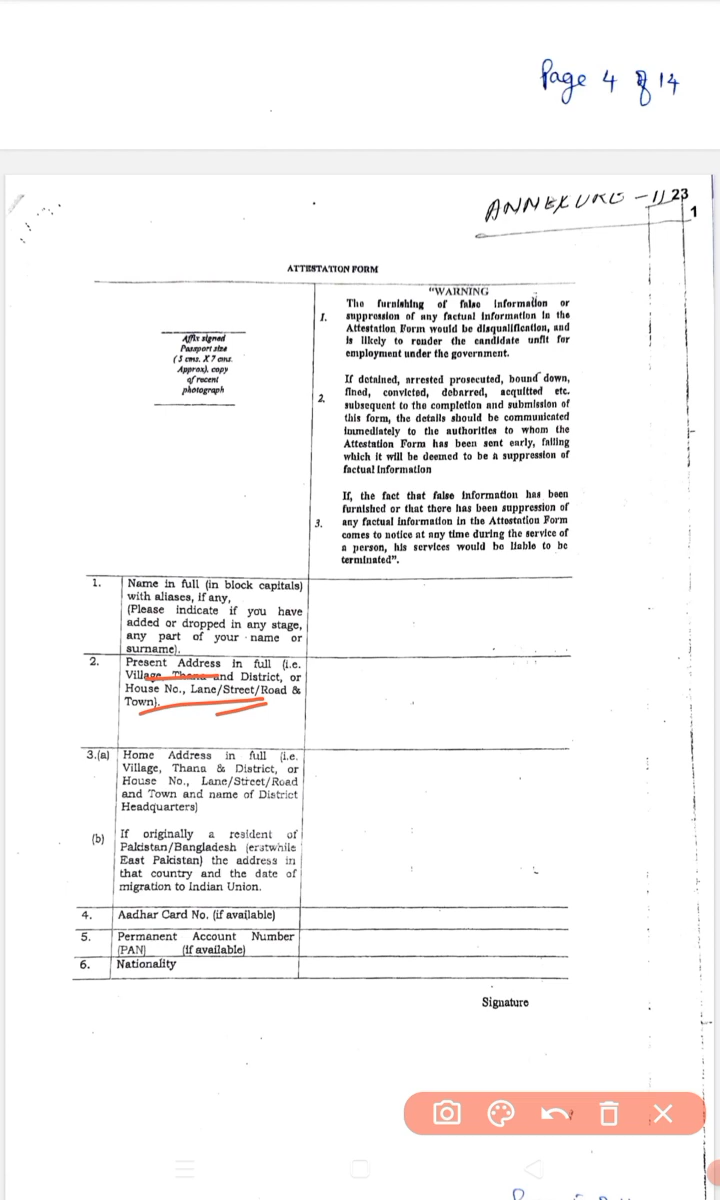 Page 4 of 14
ANNEXURE - II 23
1
ATTESTATION FORM
Affix signed
Passport size
(5 cms. X 7 cms.
Approx). copy
of recent
photograph
"WARNING
1. The furnishing of false information or
suppression of any factual information in the
Attestation Form would be disqualification, and
is likely to render the candidate unfit for
employment under the government.
2. If detained, arrested prosecuted, bound down,
fined, convicted, debarred, acquitted etc.
subsequent to the completion and submission of
this form, the details should be communicated
immediately to the authorities to whom the
Attestation Form has been sent early, failing
which it will be deemed to be a suppression of
factual information
3. If, the fact that false information has been
furnished or that there has been suppression of
any factual information in the Attestation Form
comes to notice at any time during the service of
a person, his services would be liable to be
terminated".
1. Name in full (in block capitals)
with aliases, if any,
(Please indicate if you have
added or dropped in any stage,
any part of your name or
surname).
2. Present Address in full (i.e.
Village, Thana and District, or
House No., Lane/Street/Road &
Town).
3.(a) Home Address in full (i.e.
Village, Thana & District, or
House No., Lane/Street/Road
and Town and name of District
Headquarters)
(b) If originally a resident of
Pakistan/Bangladesh (erstwhile
East Pakistan) the address in
that country and the date of
migration to Indian Union.
4. Aadhar Card No. (if available)
5. Permanent Account Number
(PAN) (if available)
6. Nationality
Signature